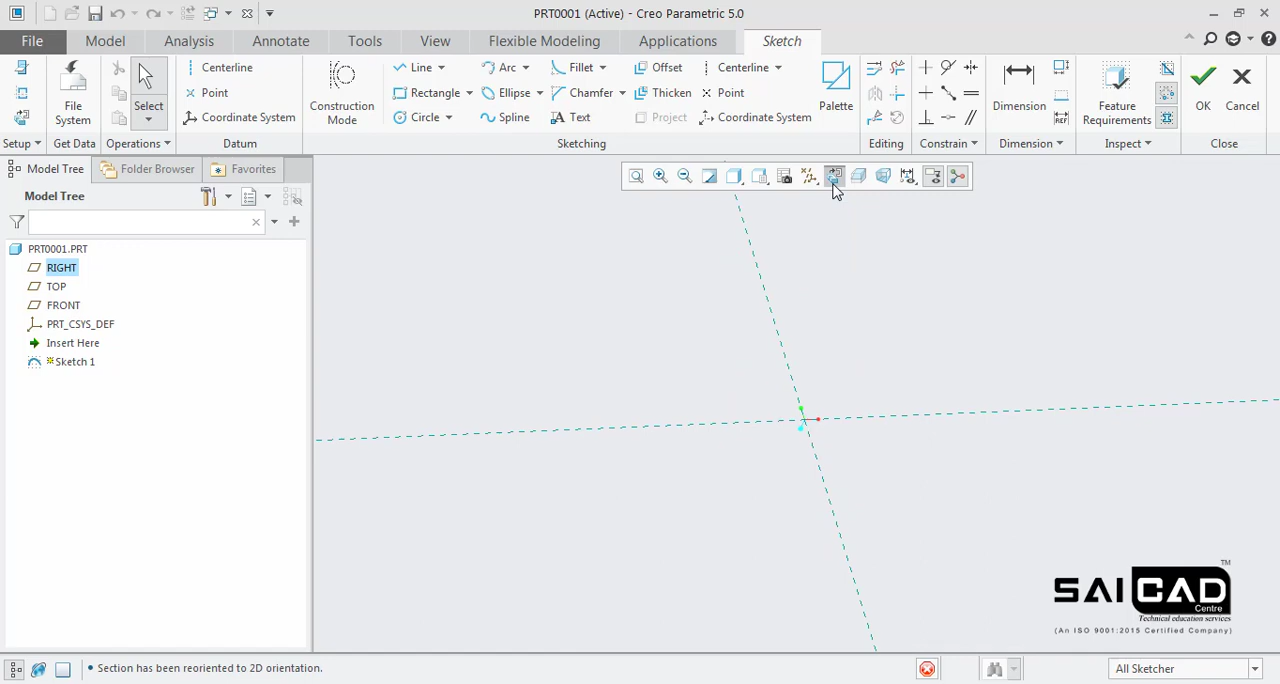 PRT0001 (Active) - Creo Parametric 5.0
File
Model
Analysis
Annotate
Tools
View
Flexible Modeling
Applications
Sketch
Setup
File System
Get Data
Select
Operations
Centerline
Point
Coordinate System
Datum
Construction Mode
Line
Rectangle
Circle
Arc
Ellipse
Spline
Fillet
Chamfer
Text
Offset
Thicken
Project
Centerline
Point
Coordinate System
Palette
Sketching
Editing
Constrain
Dimension
REF
Dimension
Feature Requirements
Inspect
OK
Cancel
Close
Model Tree
Folder Browser
Favorites
Model Tree
PRT0001.PRT
RIGHT
TOP
FRONT
PRT_CSYS_DEF
Insert Here
Sketch 1
SAICAD
TM
Centre
Technical education services
(An ISO 9001:2015 Certified Company)
• Section has been reoriented to 2D orientation.
All Sketcher